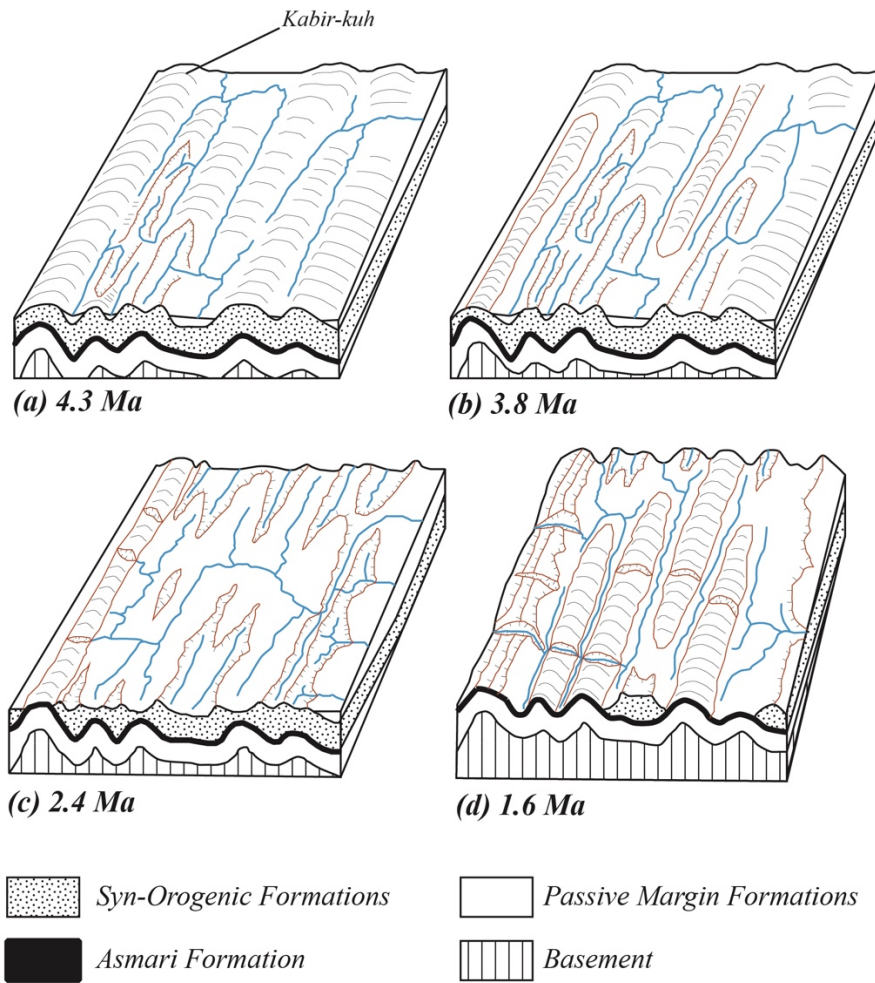 Kabir-kuh
(a) 4.3 Ma
(b) 3.8 Ma
(c) 2.4 Ma
(d) 1.6 Ma
Syn-Orogenic Formations
Passive Margin Formations
Asmari Formation
Basement